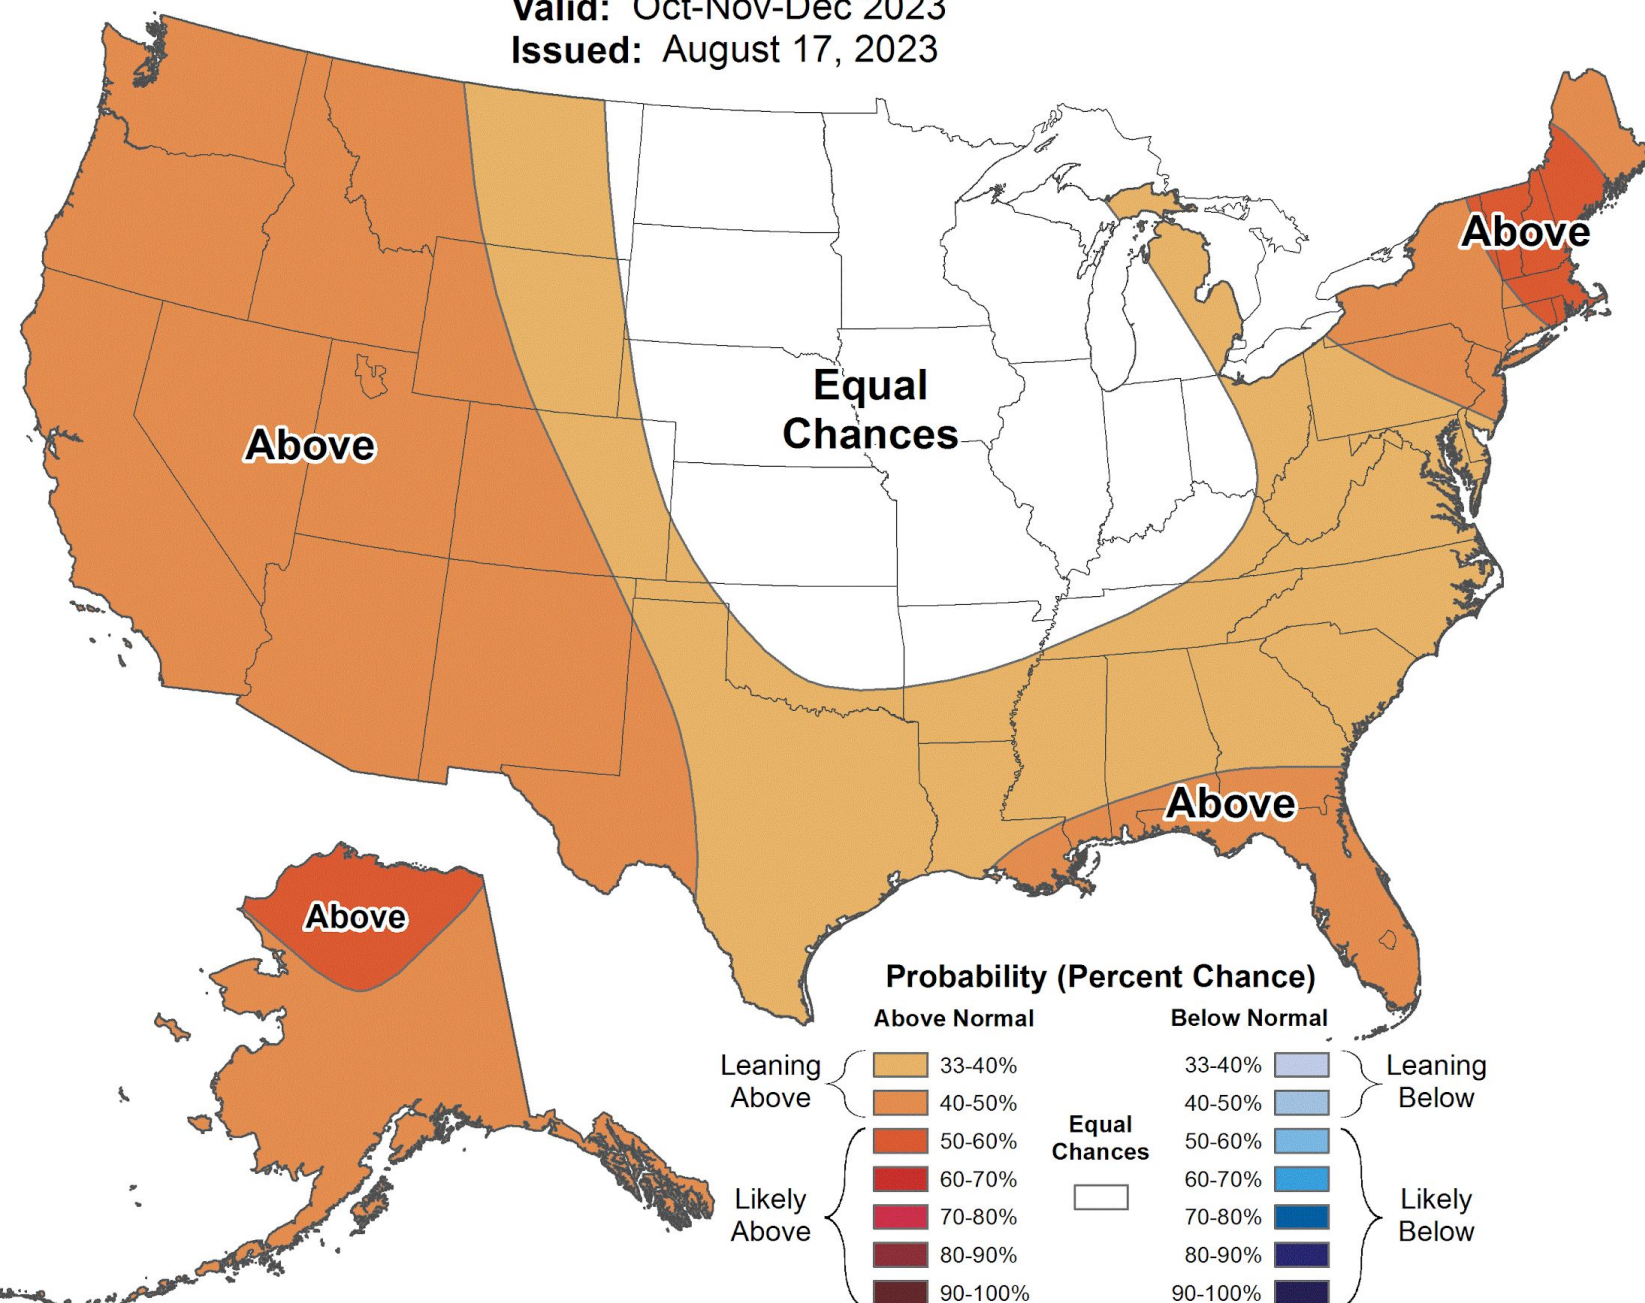 Valid: Oct-Nov-Dec 2023
Issued: August 17, 2023
Above
Equal
Chances
Above
Above
Above
Probability (Percent Chance)
Above Normal
Below Normal
Leaning
Above
33-40%
40-50%
50-60%
60-70%
70-80%
80-90%
90-100%
Likely
Above
Equal
Chances
33-40%
40-50%
50-60%
60-70%
70-80%
80-90%
90-100%
Leaning
Below
Likely
Below